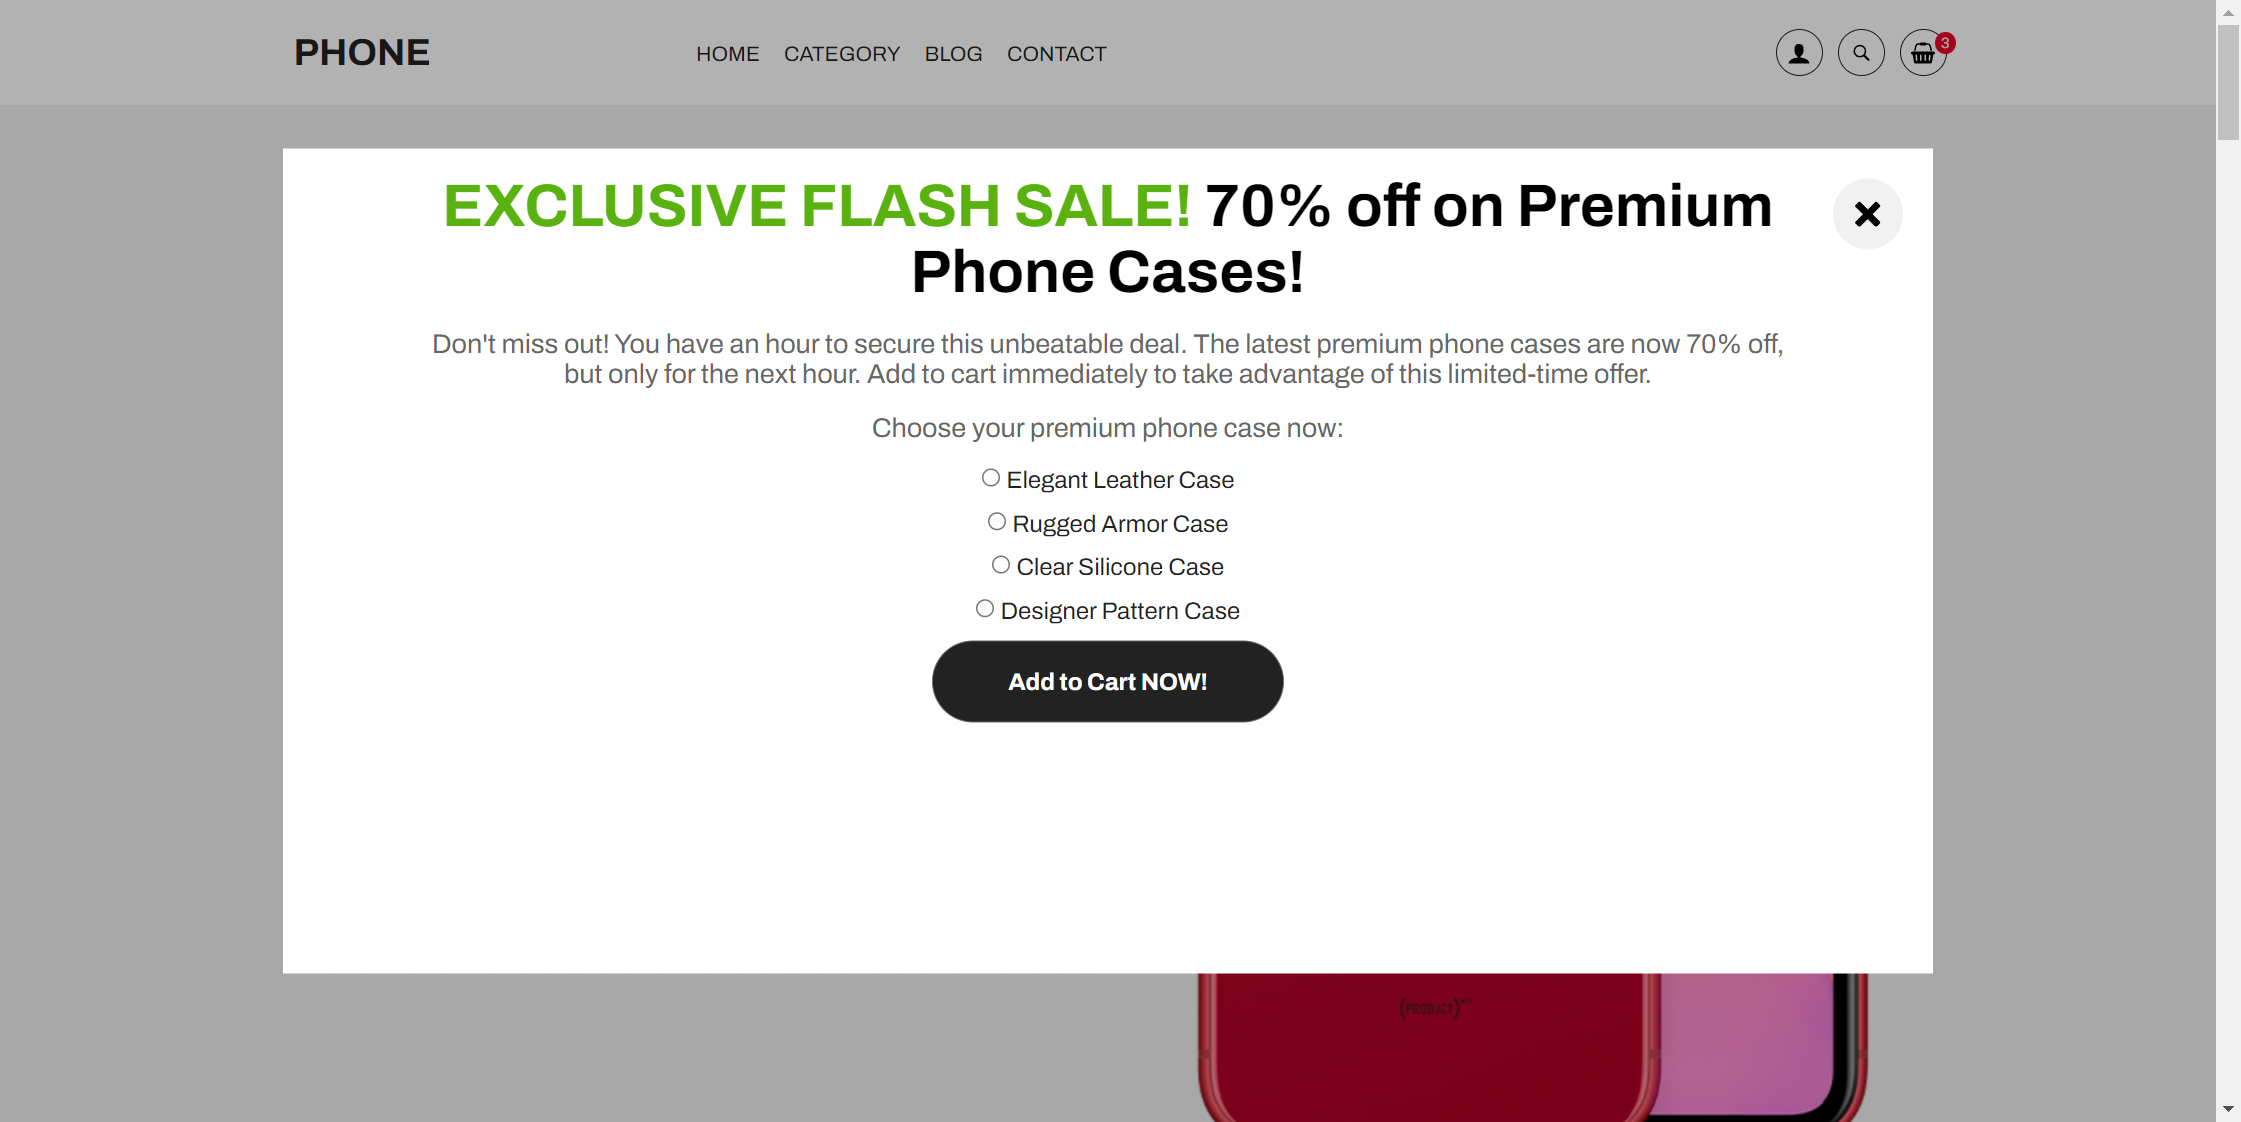 PHONE
HOME CATEGORY BLOG CONTACT
3
EXCLUSIVE FLASH SALE! 70% off on Premium
Phone Cases!
Don't miss out! You have an hour to secure this unbeatable deal. The latest premium phone cases are now 70% off,
but only for the next hour. Add to cart immediately to take advantage of this limited-time offer.
Choose your premium phone case now:
Elegant Leather Case
Rugged Armor Case
Clear Silicone Case
Designer Pattern Case
Add to Cart NOW!
(PRODUCT)